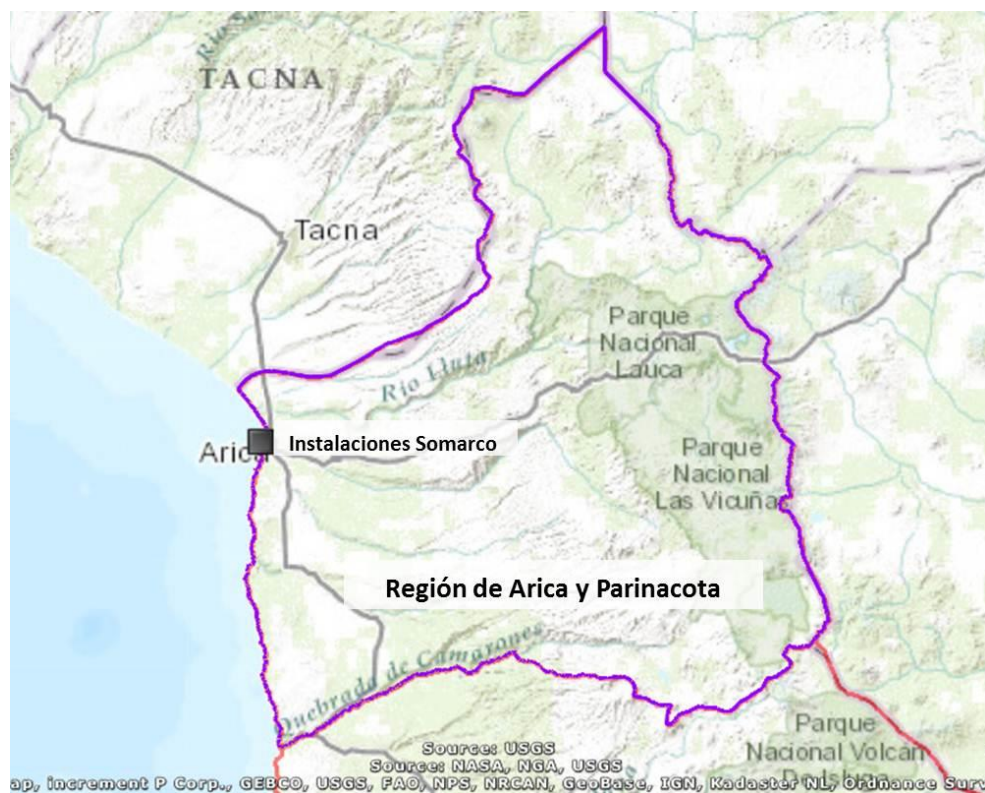 Río
TACNA
Tacna
Parque
Nacional
Lauca
Río Lluta
Instalaciones Somarco
Arica
Parque
Nacional
Las Vicuñas
Región de Arica y Parinacota
Quebrada de Camarones
Parque
Nacional Volcán
Source: USGS
Source: NASA, NGA, USGS
ap, increment P Corp., GEBCO, USGS, FAO, NPS, NRCAN, GeoBase, IGN, Kadaster NL, Ordnance Surv